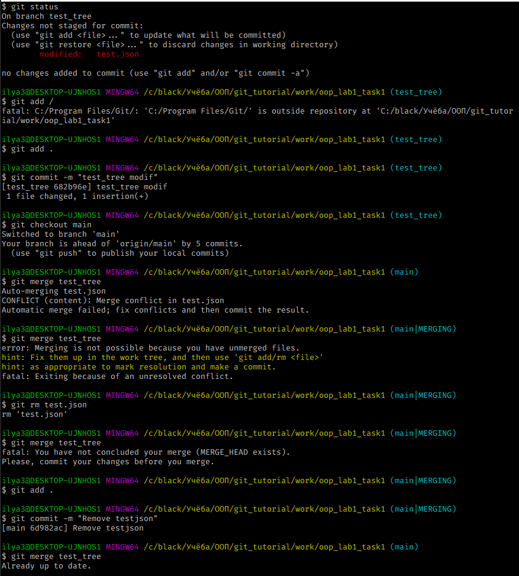 $ git status
On branch test_tree
Changes not staged for commit:
  (use "git add <file>..." to update what will be committed)
  (use "git restore <file>..." to discard changes in working directory)
        modified:   test.json

no changes added to commit (use "git add" and/or "git commit -a")

ilya3@DESKTOP-UJNHOS1 MINGW64 /c/black/Учёба/ООП/git_tutorial/work/oop_lab1_task1 (test_tree)
$ git add /
fatal: C:/Program Files/Git/: 'C:/Program Files/Git/' is outside repository at 'C:/black/Учёба/ООП/git_tutor
ial/work/oop_lab1_task1'

ilya3@DESKTOP-UJNHOS1 MINGW64 /c/black/Учёба/ООП/git_tutorial/work/oop_lab1_task1 (test_tree)
$ git add .

ilya3@DESKTOP-UJNHOS1 MINGW64 /c/black/Учёба/ООП/git_tutorial/work/oop_lab1_task1 (test_tree)
$ git commit -m "test_tree modif"
[test_tree 682b96e] test_tree modif
 1 file changed, 1 insertion(+)

ilya3@DESKTOP-UJNHOS1 MINGW64 /c/black/Учёба/ООП/git_tutorial/work/oop_lab1_task1 (test_tree)
$ git checkout main
Switched to branch 'main'
Your branch is ahead of 'origin/main' by 5 commits.
  (use "git push" to publish your local commits)

ilya3@DESKTOP-UJNHOS1 MINGW64 /c/black/Учёба/ООП/git_tutorial/work/oop_lab1_task1 (main)
$ git merge test_tree
Auto-merging test.json
CONFLICT (content): Merge conflict in test.json
Automatic merge failed; fix conflicts and then commit the result.

ilya3@DESKTOP-UJNHOS1 MINGW64 /c/black/Учёба/ООП/git_tutorial/work/oop_lab1_task1 (main|MERGING)
$ git merge test_tree
error: Merging is not possible because you have unmerged files.
hint: Fix them up in the work tree, and then use 'git add/rm <file>'
hint: as appropriate to mark resolution and make a commit.
fatal: Exiting because of an unresolved conflict.

ilya3@DESKTOP-UJNHOS1 MINGW64 /c/black/Учёба/ООП/git_tutorial/work/oop_lab1_task1 (main|MERGING)
$ git rm test.json
rm 'test.json'

ilya3@DESKTOP-UJNHOS1 MINGW64 /c/black/Учёба/ООП/git_tutorial/work/oop_lab1_task1 (main|MERGING)
$ git merge test_tree
fatal: You have not concluded your merge (MERGE_HEAD exists).
Please, commit your changes before you merge.

ilya3@DESKTOP-UJNHOS1 MINGW64 /c/black/Учёба/ООП/git_tutorial/work/oop_lab1_task1 (main|MERGING)
$ git add .

ilya3@DESKTOP-UJNHOS1 MINGW64 /c/black/Учёба/ООП/git_tutorial/work/oop_lab1_task1 (main|MERGING)
$ git commit -m "Remove testjson"
[main 6d982ac] Remove testjson

ilya3@DESKTOP-UJNHOS1 MINGW64 /c/black/Учёба/ООП/git_tutorial/work/oop_lab1_task1 (main)
$ git merge test_tree
Already up to date.